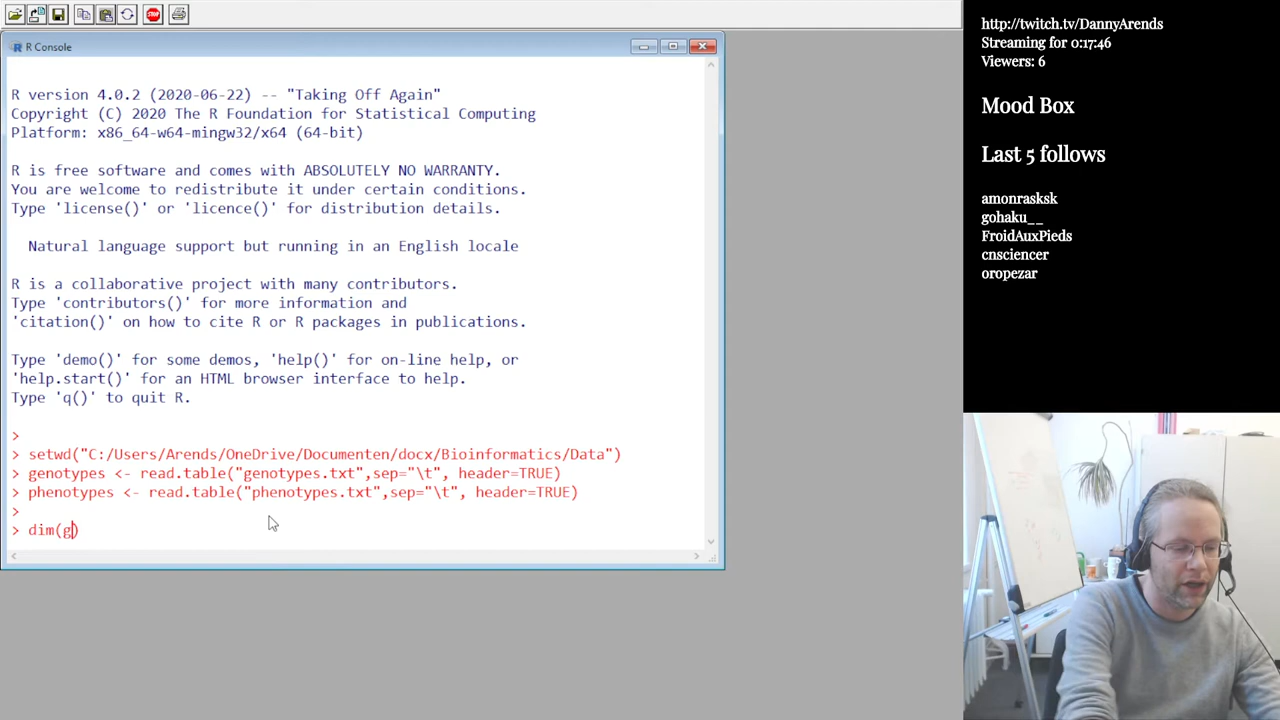 R Console
R version 4.0.2 (2020-06-22) -- "Taking Off Again"
Copyright (C) 2020 The R Foundation for Statistical Computing
Platform: x86_64-w64-mingw32/x64 (64-bit)
R is free software and comes with ABSOLUTELY NO WARRANTY.
You are welcome to redistribute it under certain conditions.
Type 'license()' or 'licence()' for distribution details.
Natural language support but running in an English locale
R is a collaborative project with many contributors.
Type 'contributors()' for more information and
'citation()' on how to cite R or R packages in publications.
Type 'demo()' for some demos, 'help()' for on-line help, or
'help.start()' for an HTML browser interface to help.
Type 'q()' to quit R.
>
> setwd("C:/Users/Arends/OneDrive/Documenten/docx/Bioinformatics/Data")
> genotypes <- read.table("genotypes.txt",sep="\t", header=TRUE)
> phenotypes <- read.table("phenotypes.txt",sep="\t", header=TRUE)
>
> dim(g)
http://twitch.tv/DannyArends
Streaming for 0:17:46
Viewers: 6
Mood Box
Last 5 follows
amonrasksk
gohaku__
FroidAuxPieds
cnsciencer
oropezar
STOP